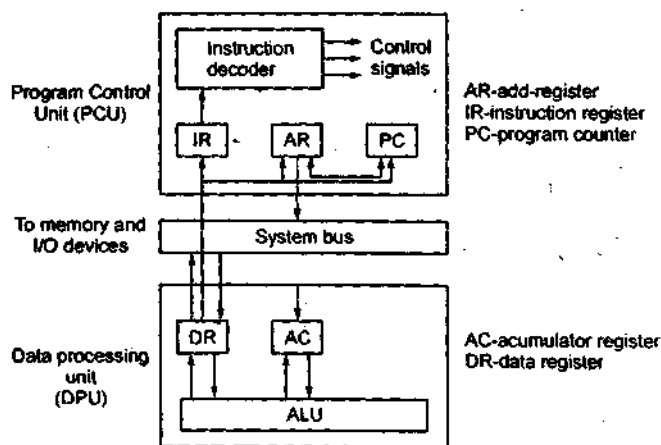 Instruction
decoder
Control
signals
Program Control
Unit (PCU)
AR-add-register
IR-instruction register
PC-program counter
IR
AR
PC
To memory and
I/O devices
System bus
DR
AC
AC-acumulator register
DR-data register
Data processing
unit
(DPU)
ALU